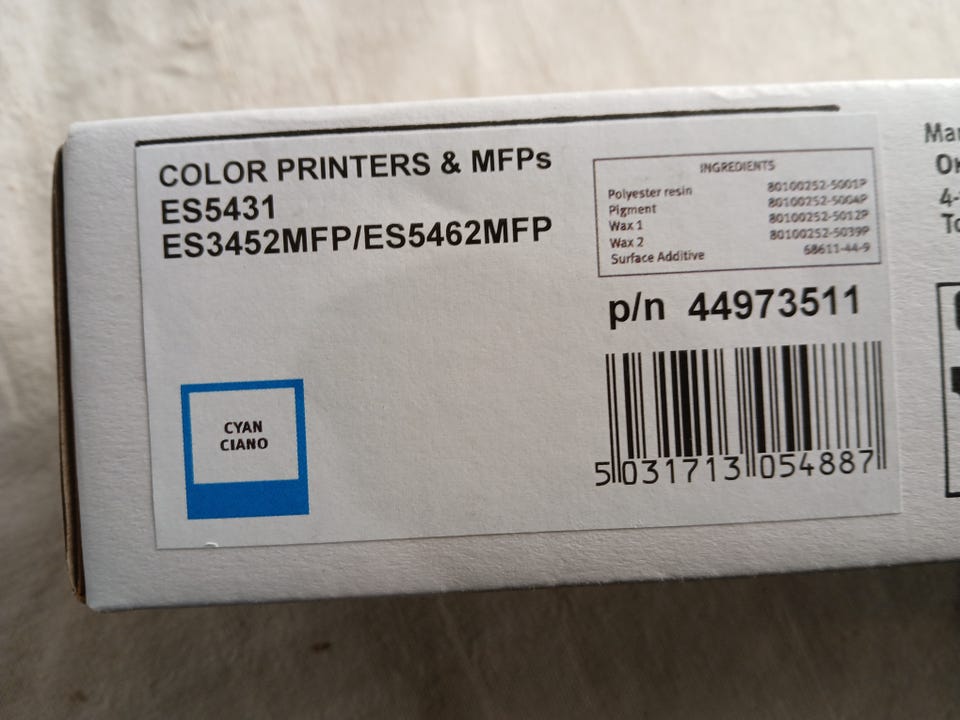 COLOR PRINTERS & MFPs
ES5431
ES3452MFP/ES5462MFP
CYAN
CIANO
INGREDIENTS
Polyester resin 80100252-5001P
Pigment 80100252-5004P
Wax 1 80100252-5012P
Wax 2 80100252-5039P
Surface Additive 68611-44-9
p/n 44973511
5 031713 054887